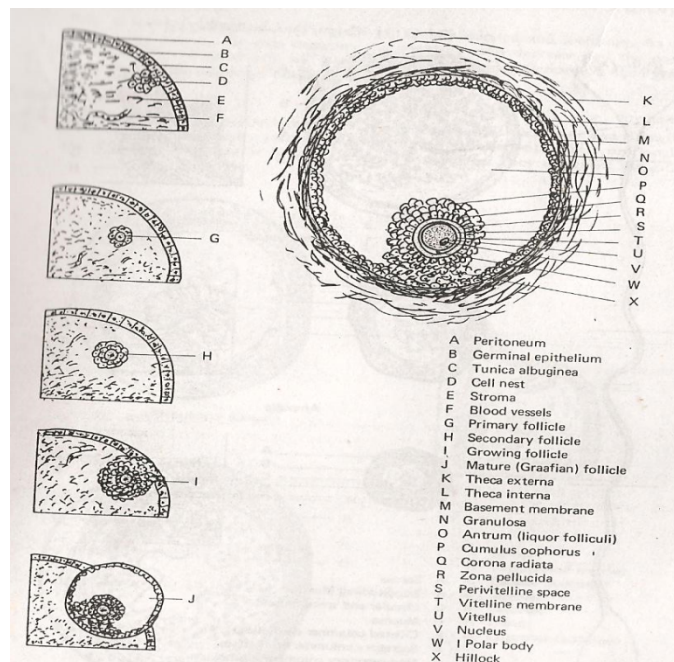 A
B
C
D
E
F
G
H
I
J
K
L
M
N
O
P
Q
R
S
T
U
V
W
X
A Peritoneum
B Germinal epithelium
C Tunica albuginea
D Cell nest
E Stroma
F Blood vessels
G Primary follicle
H Secondary follicle
I Growing follicle
J Mature (Graafian) follicle
K Theca externa
L Theca interna
M Basement membrane
N Granulosa
O Antrum (liquor folliculi)
P Cumulus oophorus
Q Corona radiata
R Zona pellucida
S Perivitelline space
T Vitelline membrane
U Vitellus
V Nucleus
W I Polar body
X Hillock